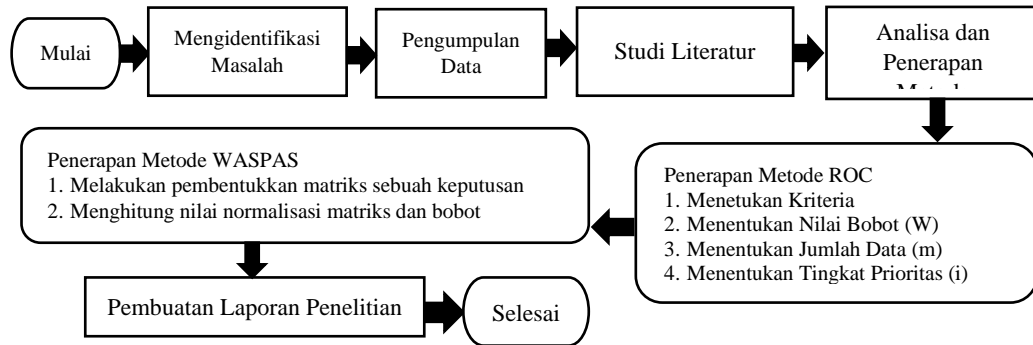 Mulai
Mengidentifikasi
Masalah
Pengumpulan
Data
Studi Literatur
Analisa dan
Penerapan
Penerapan Metode ROC
1. Menetukan Kriteria
2. Menentukan Nilai Bobot (W)
3. Menentukan Jumlah Data (m)
4. Menentukan Tingkat Prioritas (i)
Penerapan Metode WASPAS
1. Melakukan pembentukkan matriks sebuah keputusan
2. Menghitung nilai normalisasi matriks dan bobot
Pembuatan Laporan Penelitian
Selesai